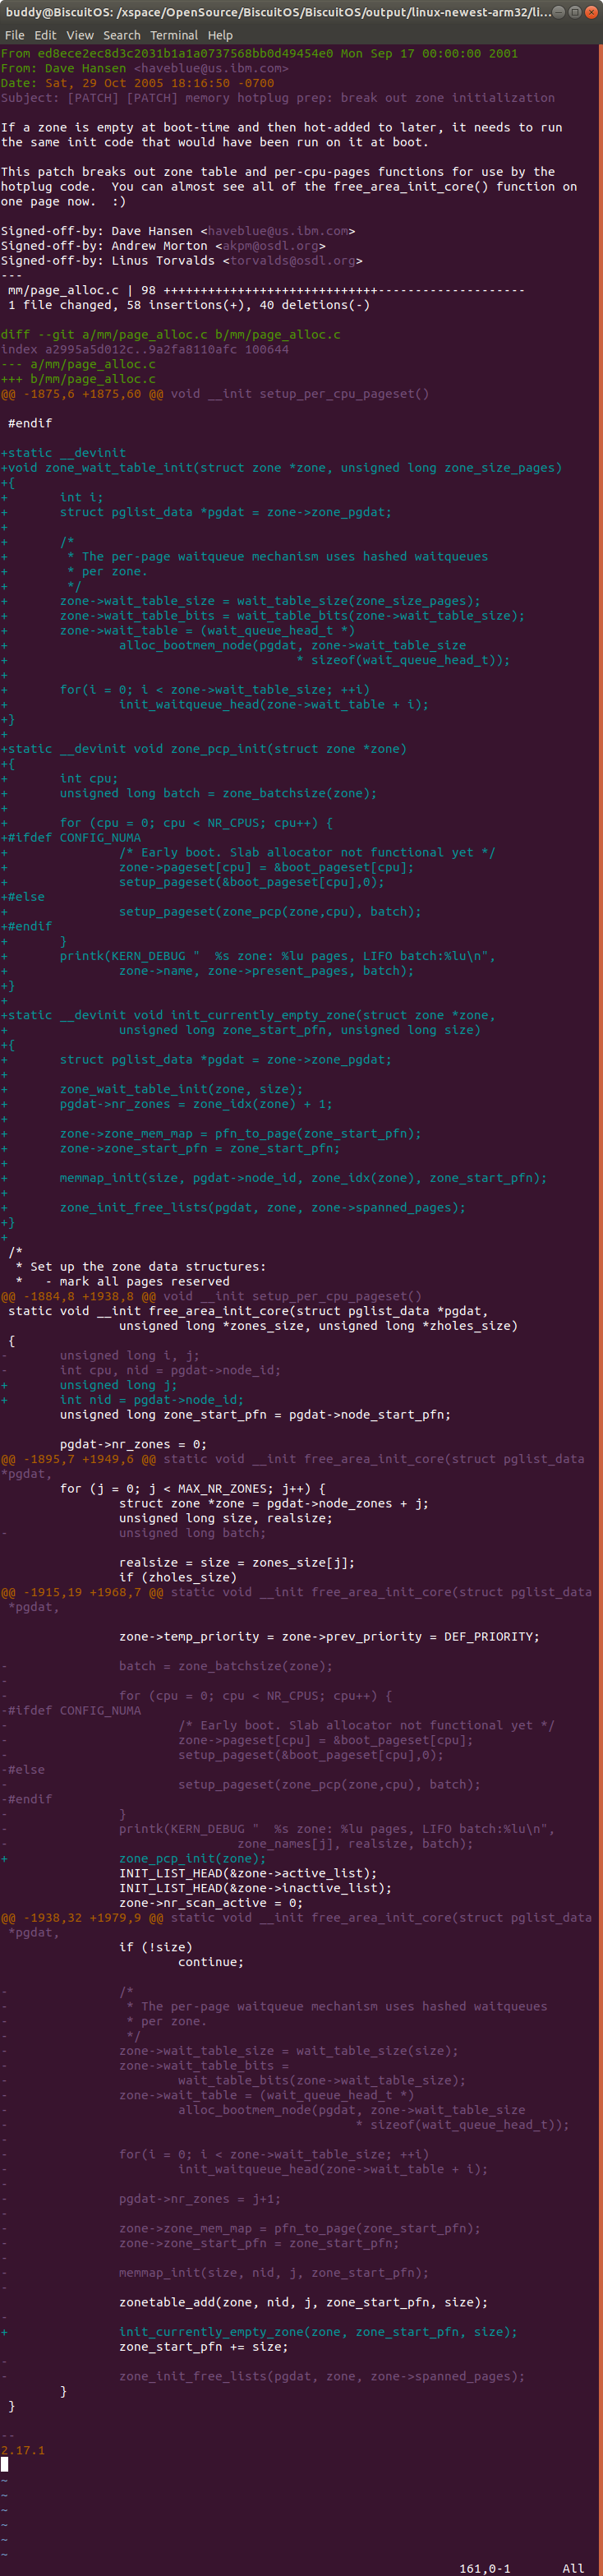 buddy@BiscuitOS: /xspace/OpenSource/BiscuitOS/BiscuitOS/output/linux-newest-arm32/li...
File Edit View Search Terminal Help
From ed8ece2ec8d3c2031b1a1a0737568bb0d49454e0 Mon Sep 17 00:00:00 2001
From: Dave Hansen <haveblue@us.ibm.com>
Date: Sat, 29 Oct 2005 18:16:50 -0700
Subject: [PATCH] [PATCH] memory hotplug prep: break out zone initialization

If a zone is empty at boot-time and then hot-added to later, it needs to run
the same init code that would have been run on it at boot.

This patch breaks out zone table and per-cpu-pages functions for use by the
hotplug code.  You can almost see all of the free_area_init_core() function on
one page now.  :)

Signed-off-by: Dave Hansen <haveblue@us.ibm.com>
Signed-off-by: Andrew Morton <akpm@osdl.org>
Signed-off-by: Linus Torvalds <torvalds@osdl.org>
---
 mm/page_alloc.c | 98 +++++++++++++++++++++++++++++--------------------
 1 file changed, 58 insertions(+), 40 deletions(-)

diff --git a/mm/page_alloc.c b/mm/page_alloc.c
index a2995a5d012c..9a2fa8110afc 100644
--- a/mm/page_alloc.c
+++ b/mm/page_alloc.c
@@ -1875,6 +1875,60 @@ void __init setup_per_cpu_pageset()

 #endif

+static __devinit
+void zone_wait_table_init(struct zone *zone, unsigned long zone_size_pages)
+{
+       int i;
+       struct pglist_data *pgdat = zone->zone_pgdat;
+
+       /*
+        * The per-page waitqueue mechanism uses hashed waitqueues
+        * per zone.
+        */
+       zone->wait_table_size = wait_table_size(zone_size_pages);
+       zone->wait_table_bits = wait_table_bits(zone->wait_table_size);
+       zone->wait_table = (wait_queue_head_t *)
+               alloc_bootmem_node(pgdat, zone->wait_table_size
+                                       * sizeof(wait_queue_head_t));
+
+       for(i = 0; i < zone->wait_table_size; ++i)
+               init_waitqueue_head(zone->wait_table + i);
+}
+
+static __devinit void zone_pcp_init(struct zone *zone)
+{
+       int cpu;
+       unsigned long batch = zone_batchsize(zone);
+
+       for (cpu = 0; cpu < NR_CPUS; cpu++) {
+#ifdef CONFIG_NUMA
+               /* Early boot. Slab allocator not functional yet */
+               zone->pageset[cpu] = &boot_pageset[cpu];
+               setup_pageset(&boot_pageset[cpu],0);
+#else
+               setup_pageset(zone_pcp(zone,cpu), batch);
+#endif
+       }
+       printk(KERN_DEBUG "  %s zone: %lu pages, LIFO batch:%lu\n",
+               zone->name, zone->present_pages, batch);
+}
+
+static __devinit void init_currently_empty_zone(struct zone *zone,
+               unsigned long zone_start_pfn, unsigned long size)
+{
+       struct pglist_data *pgdat = zone->zone_pgdat;
+
+       zone_wait_table_init(zone, size);
+       pgdat->nr_zones = zone_idx(zone) + 1;
+
+       zone->zone_mem_map = pfn_to_page(zone_start_pfn);
+       zone->zone_start_pfn = zone_start_pfn;
+
+       memmap_init(size, pgdat->node_id, zone_idx(zone), zone_start_pfn);
+
+       zone_init_free_lists(pgdat, zone, zone->spanned_pages);
+}
+
 /*
  * Set up the zone data structures:
  *   - mark all pages reserved
@@ -1884,8 +1938,8 @@ void __init setup_per_cpu_pageset()
 static void __init free_area_init_core(struct pglist_data *pgdat,
                unsigned long *zones_size, unsigned long *zholes_size)
 {
-       unsigned long i, j;
-       int cpu, nid = pgdat->node_id;
+       unsigned long j;
+       int nid = pgdat->node_id;
        unsigned long zone_start_pfn = pgdat->node_start_pfn;

        pgdat->nr_zones = 0;
@@ -1895,7 +1949,6 @@ static void __init free_area_init_core(struct pglist_data
*pgdat,
        for (j = 0; j < MAX_NR_ZONES; j++) {
                struct zone *zone = pgdat->node_zones + j;
                unsigned long size, realsize;
-               unsigned long batch;

                realsize = size = zones_size[j];
                if (zholes_size)
@@ -1915,19 +1968,7 @@ static void __init free_area_init_core(struct pglist_data
 *pgdat,

                zone->temp_priority = zone->prev_priority = DEF_PRIORITY;

-               batch = zone_batchsize(zone);
-
-               for (cpu = 0; cpu < NR_CPUS; cpu++) {
-#ifdef CONFIG_NUMA
-                       /* Early boot. Slab allocator not functional yet */
-                       zone->pageset[cpu] = &boot_pageset[cpu];
-                       setup_pageset(&boot_pageset[cpu],0);
-#else
-                       setup_pageset(zone_pcp(zone,cpu), batch);
-#endif
-               }
-               printk(KERN_DEBUG "  %s zone: %lu pages, LIFO batch:%lu\n",
-                               zone_names[j], realsize, batch);
+               zone_pcp_init(zone);
                INIT_LIST_HEAD(&zone->active_list);
                INIT_LIST_HEAD(&zone->inactive_list);
                zone->nr_scan_active = 0;
@@ -1938,32 +1979,9 @@ static void __init free_area_init_core(struct pglist_data
 *pgdat,
                if (!size)
                        continue;

-               /*
-                * The per-page waitqueue mechanism uses hashed waitqueues
-                * per zone.
-                */
-               zone->wait_table_size = wait_table_size(size);
-               zone->wait_table_bits =
-                       wait_table_bits(zone->wait_table_size);
-               zone->wait_table = (wait_queue_head_t *)
-                       alloc_bootmem_node(pgdat, zone->wait_table_size
-                                               * sizeof(wait_queue_head_t));
-
-               for(i = 0; i < zone->wait_table_size; ++i)
-                       init_waitqueue_head(zone->wait_table + i);
-
-               pgdat->nr_zones = j+1;
-
-               zone->zone_mem_map = pfn_to_page(zone_start_pfn);
-               zone->zone_start_pfn = zone_start_pfn;
-
-               memmap_init(size, nid, j, zone_start_pfn);
-
                zonetable_add(zone, nid, j, zone_start_pfn, size);
-
+               init_currently_empty_zone(zone, zone_start_pfn, size);
                zone_start_pfn += size;
-
-               zone_init_free_lists(pgdat, zone, zone->spanned_pages);
        }
 }

--
2.17.1

~
~
~
~
~
~
161,0-1       All